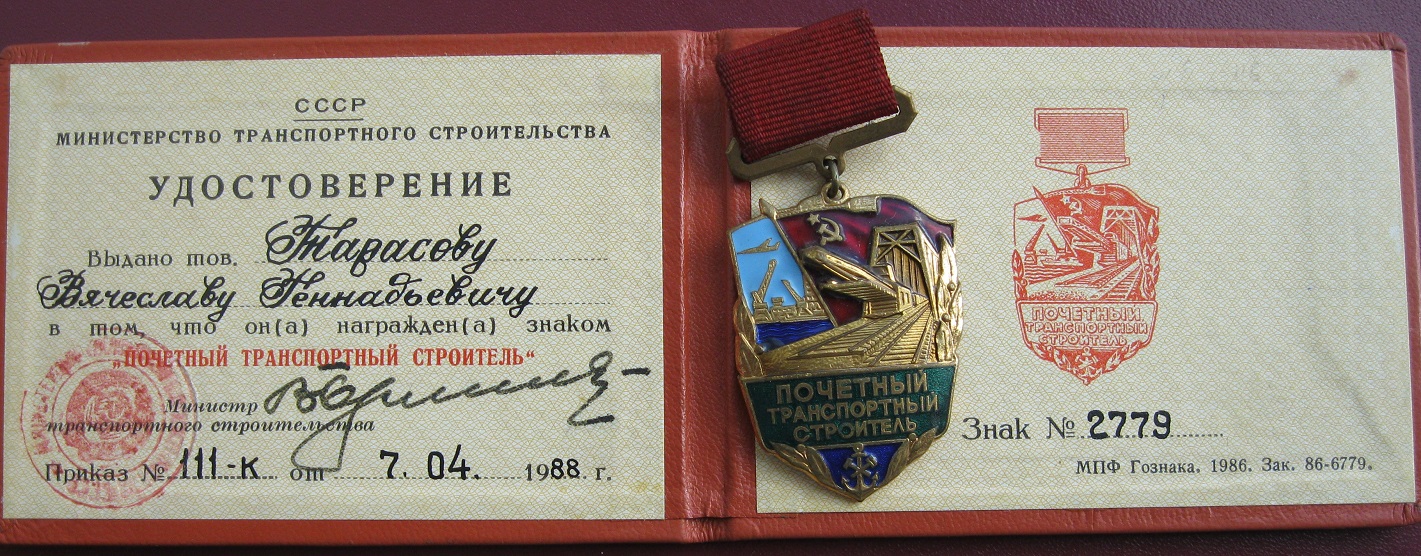 СССР
МИНИСТЕРСТВО ТРАНСПОРТНОГО СТРОИТЕЛЬСТВА
УДОСТОВЕРЕНИЕ
Выдано тов. Тарасову
Вячеславу Геннадьевичу
в том, что он(а) награжден(а) знаком
„ПОЧЕТНЫЙ ТРАНСПОРТНЫЙ СТРОИТЕЛЬ“
Министр
транспортного строительства
Приказ № 111-к от 7. 04. 1988 г.
ПОЧЕТНЫЙ
ТРАНСПОРТНЫЙ
СТРОИТЕЛЬ
ПОЧЕТНЫЙ
ТРАНСПОРТНЫЙ
СТРОИТЕЛЬ
Знак № 2779
МПФ Гознака. 1986. Зак. 86-6779.